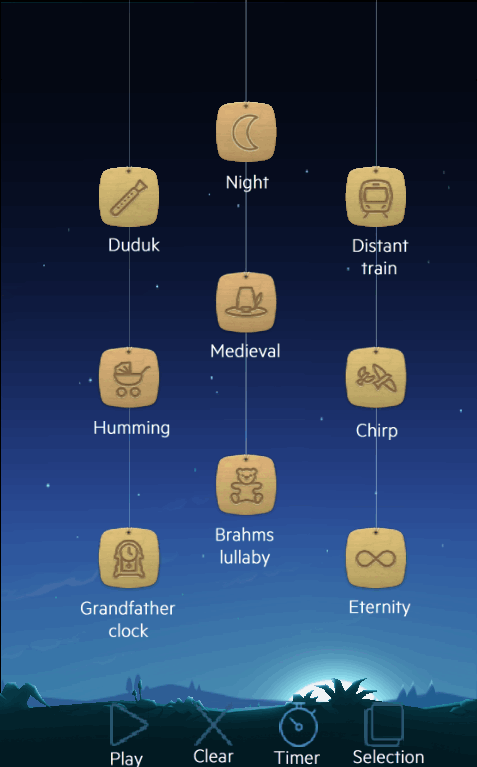 Night
Duduk
Distant
train
Medieval
Humming
Chirp
Brahms
lullaby
Grandfather
clock
Eternity
Play
Clear
Timer
Selection